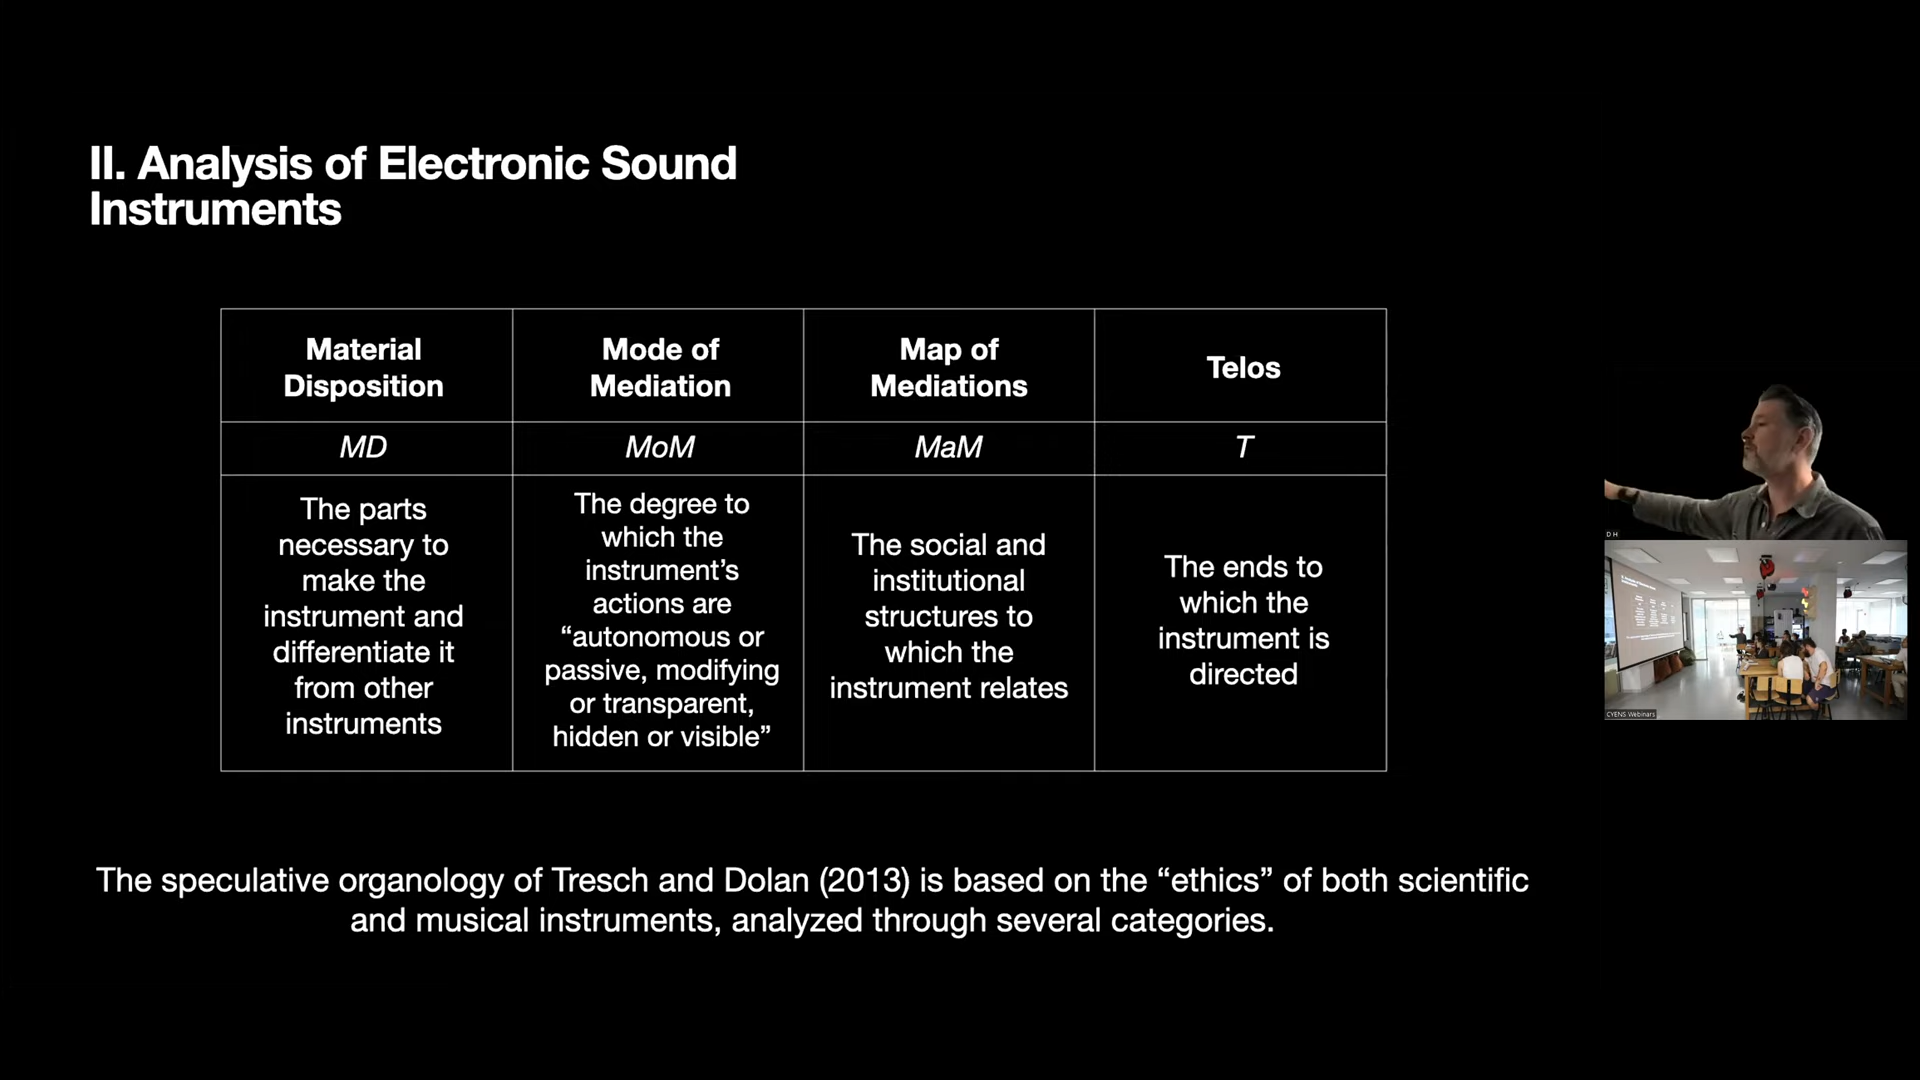 II. Analysis of Electronic Sound
Instruments
Material
Disposition
Mode of
Mediation
Map of
Mediations
Telos
MD
MoM
MaM
T
The parts
necessary to
make the
instrument and
differentiate it
from other
instruments
The degree to
which the
instrument’s
actions are
“autonomous or
passive, modifying
or transparent,
hidden or visible”
The social and
institutional
structures to
which the
instrument relates
The ends to
which the
instrument is
directed
The speculative organology of Tresch and Dolan (2013) is based on the “ethics” of both scientific
and musical instruments, analyzed through several categories.
D H
CYENS Webinars